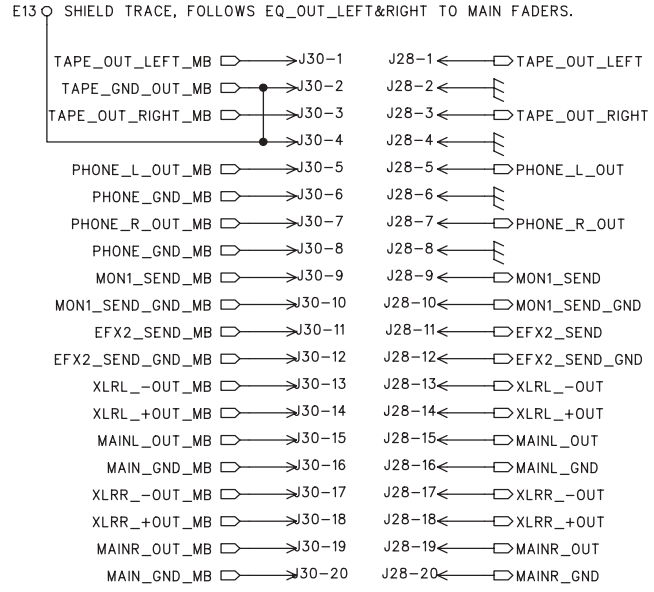 E13 SHIELD TRACE, FOLLOWS EQ_OUT_LEFT&RIGHT TO MAIN FADERS.
TAPE_OUT_LEFT_MB J30-1 J28-1 TAPE_OUT_LEFT
TAPE_GND_OUT_MB J30-2 J28-2
TAPE_OUT_RIGHT_MB J30-3 J28-3 TAPE_OUT_RIGHT
J30-4 J28-4
PHONE_L_OUT_MB J30-5 J28-5 PHONE_L_OUT
PHONE_GND_MB J30-6 J28-6
PHONE_R_OUT_MB J30-7 J28-7 PHONE_R_OUT
PHONE_GND_MB J30-8 J28-8
MON1_SEND_MB J30-9 J28-9 MON1_SEND
MON1_SEND_GND_MB J30-10 J28-10 MON1_SEND_GND
EFX2_SEND_MB J30-11 J28-11 EFX2_SEND
EFX2_SEND_GND_MB J30-12 J28-12 EFX2_SEND_GND
XLRL_-OUT_MB J30-13 J28-13 XLRL_-OUT
XLRL_+OUT_MB J30-14 J28-14 XLRL_+OUT
MAINL_OUT_MB J30-15 J28-15 MAINL_OUT
MAIN_GND_MB J30-16 J28-16 MAINL_GND
XLRR_-OUT_MB J30-17 J28-17 XLRR_-OUT
XLRR_+OUT_MB J30-18 J28-18 XLRR_+OUT
MAINR_OUT_MB J30-19 J28-19 MAINR_OUT
MAIN_GND_MB J30-20 J28-20 MAINR_GND